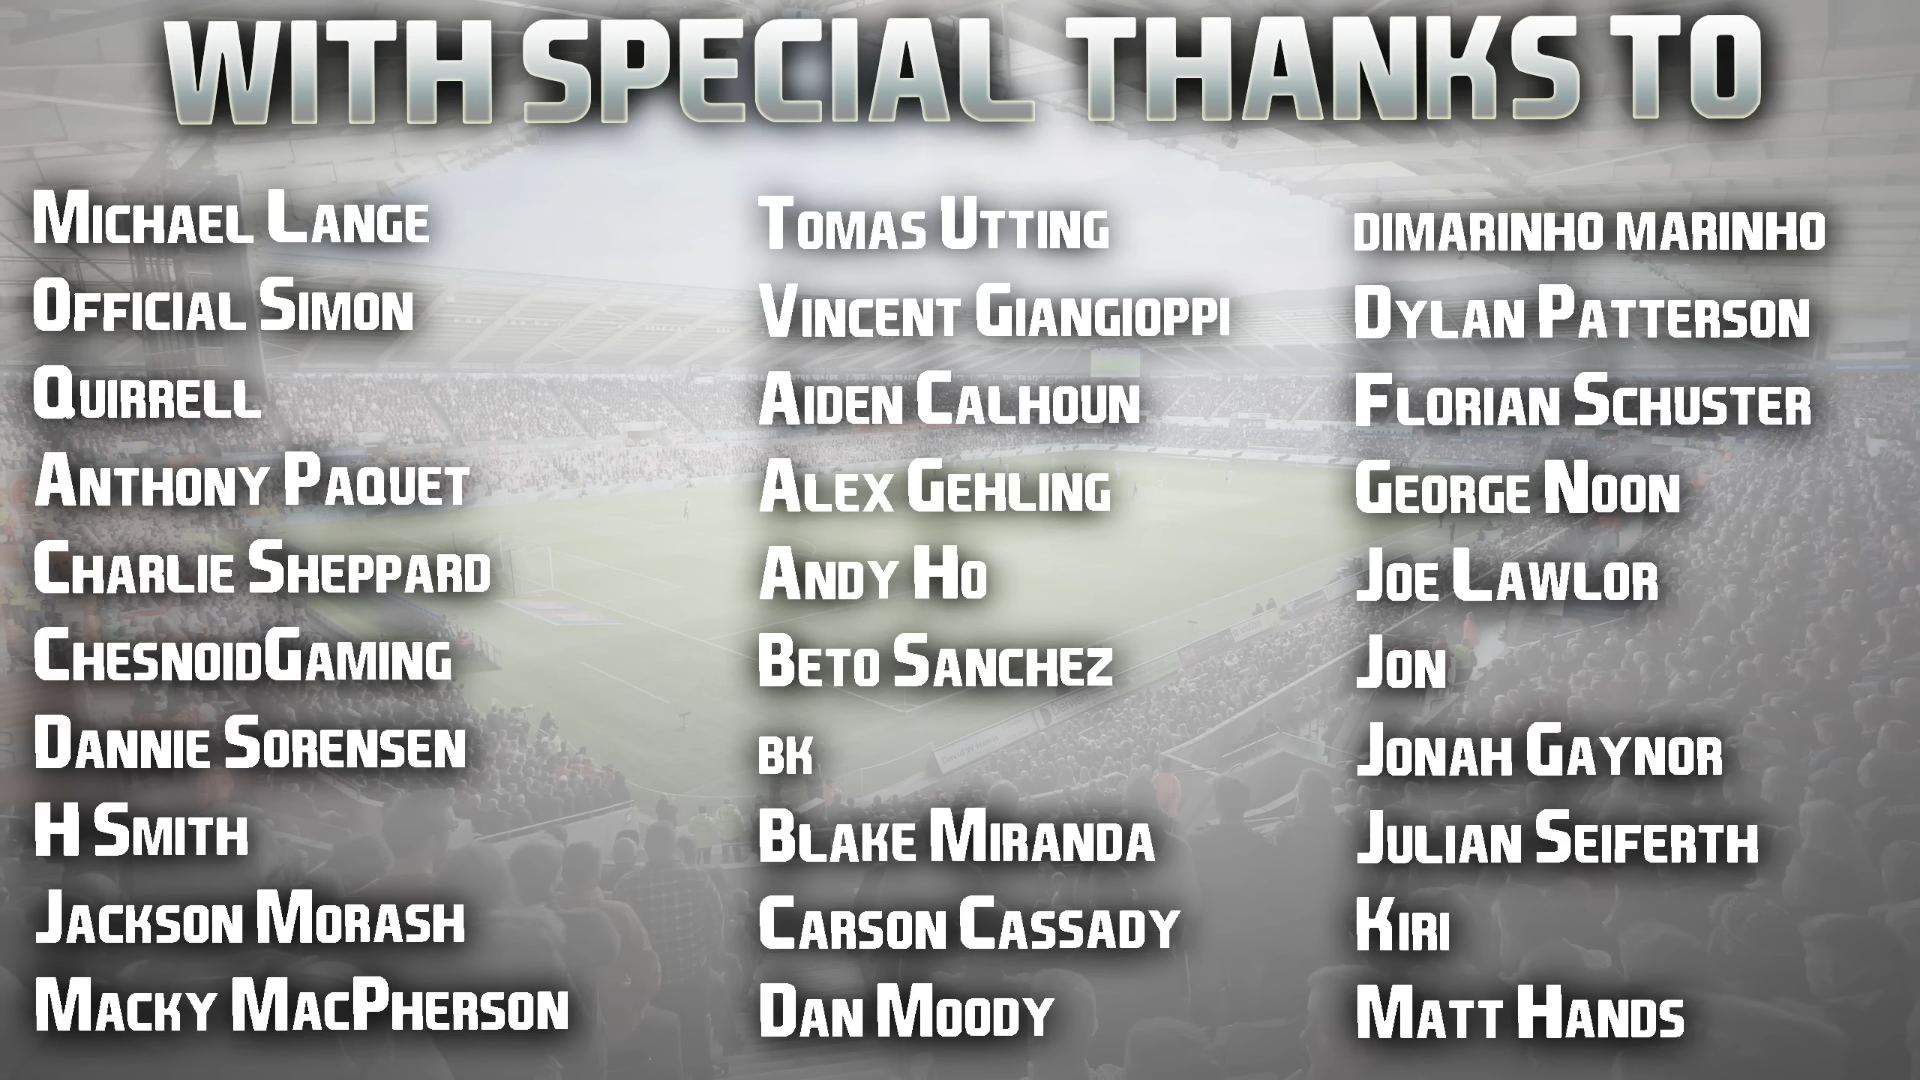 WITH SPECIAL THANKS TO
Michael Lange
Official Simon
Quirrell
Anthony Paquet
Charlie Sheppard
ChesnoidGaming
Dannie Sorensen
H Smith
Jackson Morash
Macky MacPherson
Tomas Utting
Vincent Giangioppi
Aiden Calhoun
Alex Gehling
Andy Ho
Beto Sanchez
bk
Blake Miranda
Carson Cassady
Dan Moody
dimarinho marinho
Dylan Patterson
Florian Schuster
George Noon
Joe Lawlor
Jon
Jonah Gaynor
Julian Seiferth
Kiri
Matt Hands